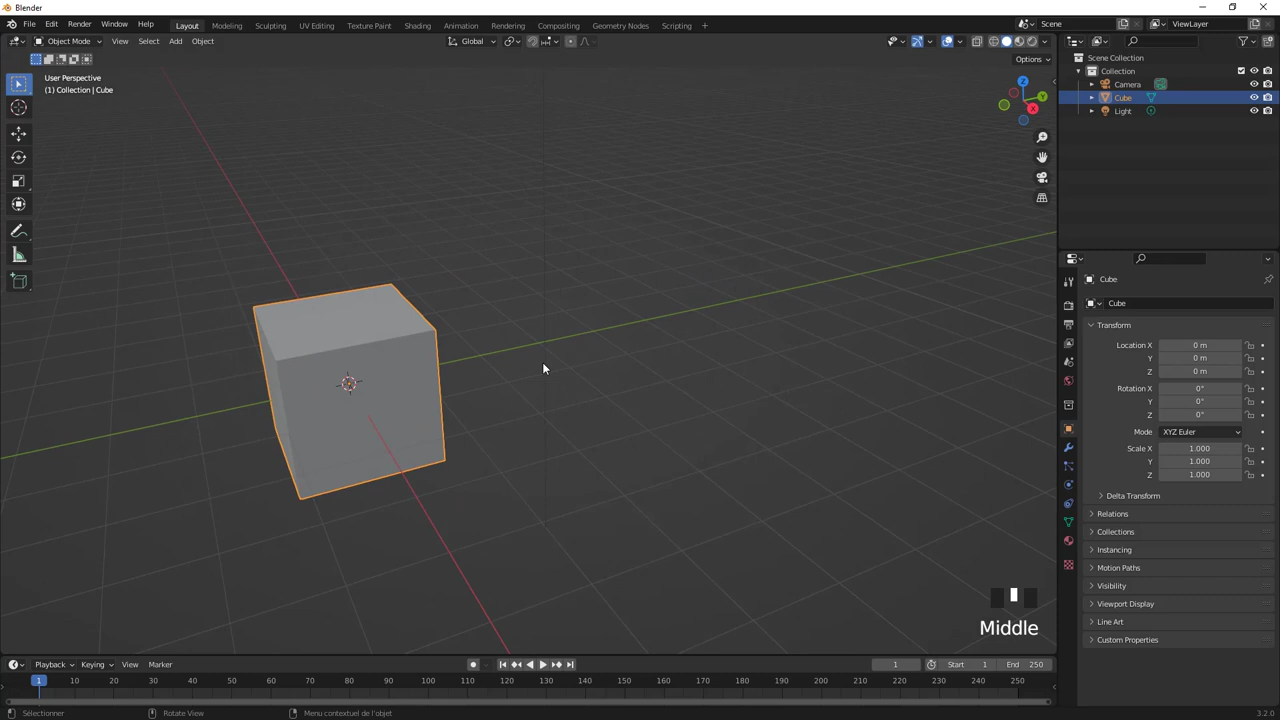 Blender
File Edit Render Window Help Layout Modeling Sculpting UV Editing Texture Paint Shading Animation Rendering Compositing Geometry Nodes Scripting + Scene ViewLayer
Object Mode View Select Add Object Global
Options
User Perspective
(1) Collection | Cube
Z
Y
X
Scene Collection
Collection
Camera
Cube
Light
Cube
Cube
Transform
Location X 0 m
Y 0 m
Z 0 m
Rotation X 0°
Y 0°
Z 0°
Mode XYZ Euler
Scale X 1.000
Y 1.000
Z 1.000
Delta Transform
Relations
Collections
Instancing
Motion Paths
Visibility
Viewport Display
Line Art
Custom Properties
Middle
Playback Keying View Marker 1 Start 1 End 250
1 10 20 30 40 50 60 70 80 90 100 110 120 130 140 150 160 170 180 190 200 210 220 230 240 250
Sélectionner Rotate View Menu contextuel de l'objet 3.2.0